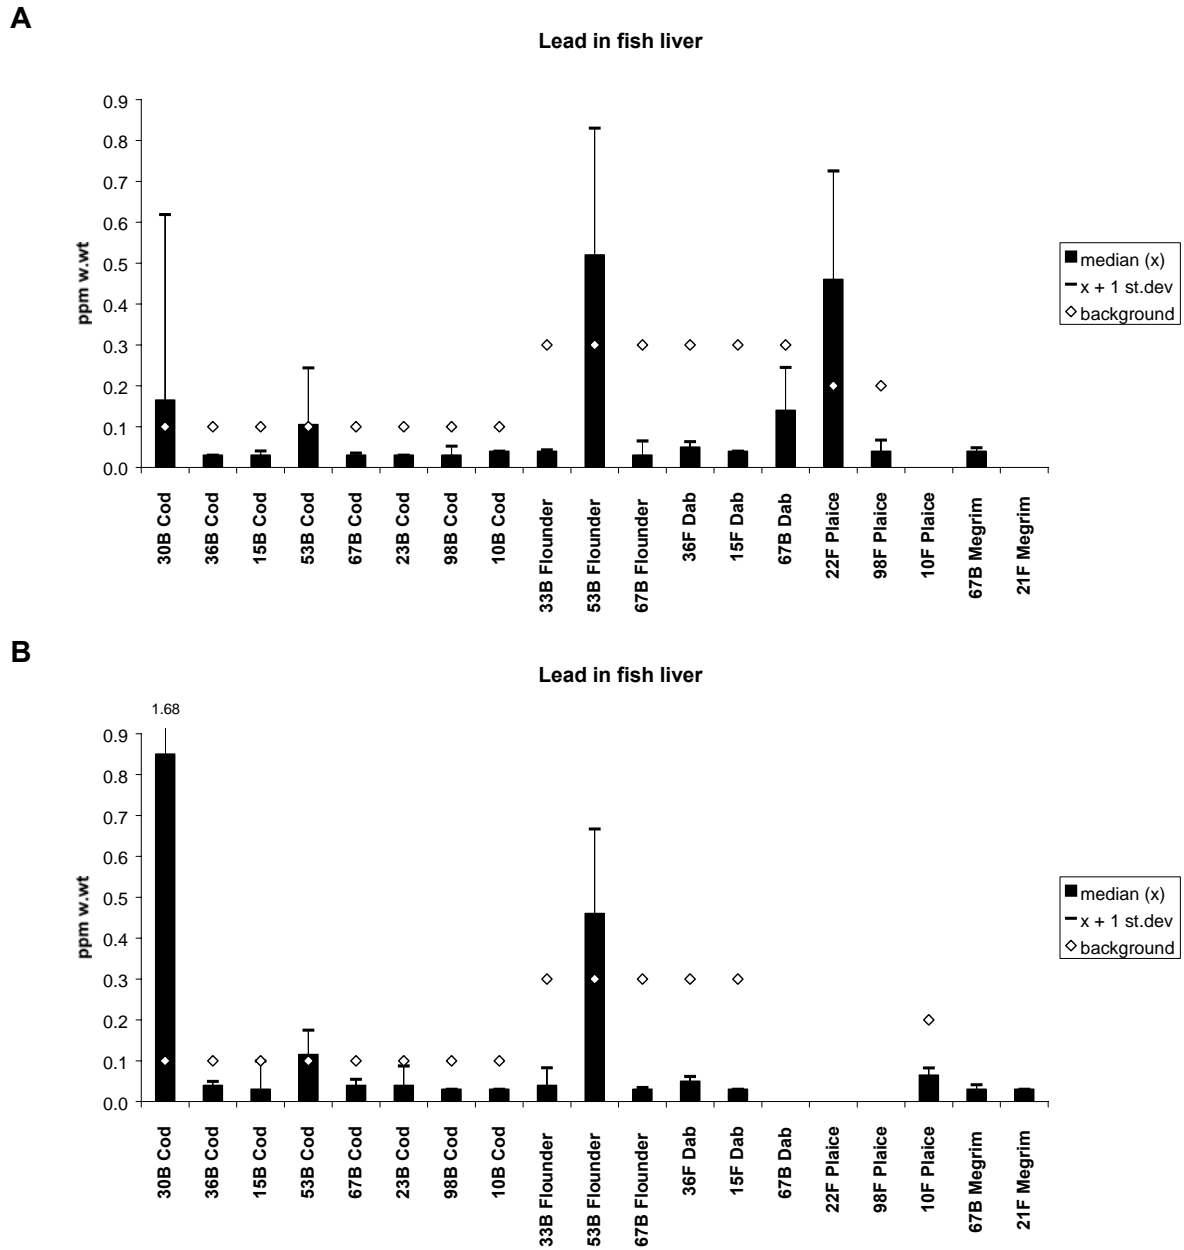 A
Lead in fish liver
0.9
0.8
0.7
0.6
0.5
0.4
0.3
0.2
0.1
0.0
ppm w.wt
30B Cod
36B Cod
15B Cod
53B Cod
67B Cod
23B Cod
98B Cod
10B Cod
33B Flounder
53B Flounder
67B Flounder
36F Dab
15F Dab
67B Dab
22F Plaice
98F Plaice
10F Plaice
67B Megrim
21F Megrim
median (x)
x + 1 st.dev
background
B
Lead in fish liver
1.68
0.9
0.8
0.7
0.6
0.5
0.4
0.3
0.2
0.1
0.0
ppm w.wt
30B Cod
36B Cod
15B Cod
53B Cod
67B Cod
23B Cod
98B Cod
10B Cod
33B Flounder
53B Flounder
67B Flounder
36F Dab
15F Dab
67B Dab
22F Plaice
98F Plaice
10F Plaice
67B Megrim
21F Megrim
median (x)
x + 1 st.dev
background